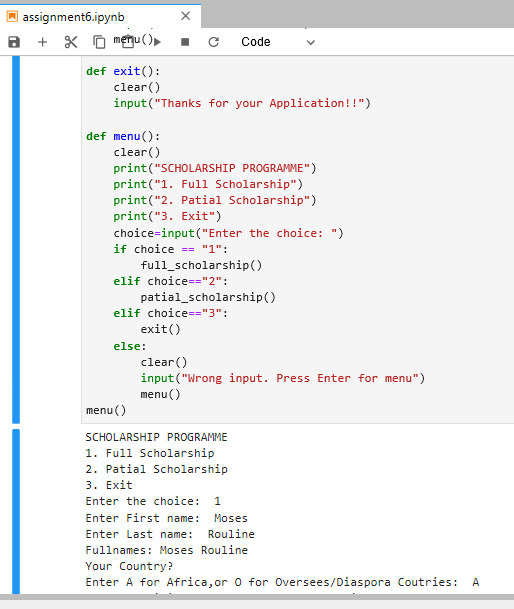 assignment6.ipynb
menu()
Code
def exit():
    clear()
    input("Thanks for your Application!!")
def menu():
    clear()
    print("SCHOLARSHIP PROGRAMME")
    print("1. Full Scholarship")
    print("2. Patial Scholarship")
    print("3. Exit")
    choice=input("Enter the choice: ")
    if choice == "1":
        full_scholarship()
    elif choice=="2":
        patial_scholarship()
    elif choice=="3":
        exit()
    else:
        clear()
        input("Wrong input. Press Enter for menu")
        menu()
menu()
SCHOLARSHIP PROGRAMME
1. Full Scholarship
2. Patial Scholarship
3. Exit
Enter the choice:  1
Enter First name:  Moses
Enter Last name:  Rouline
Fullnames: Moses Rouline
Your Country?
Enter A for Africa,or O for Oversees/Diaspora Coutries:  A